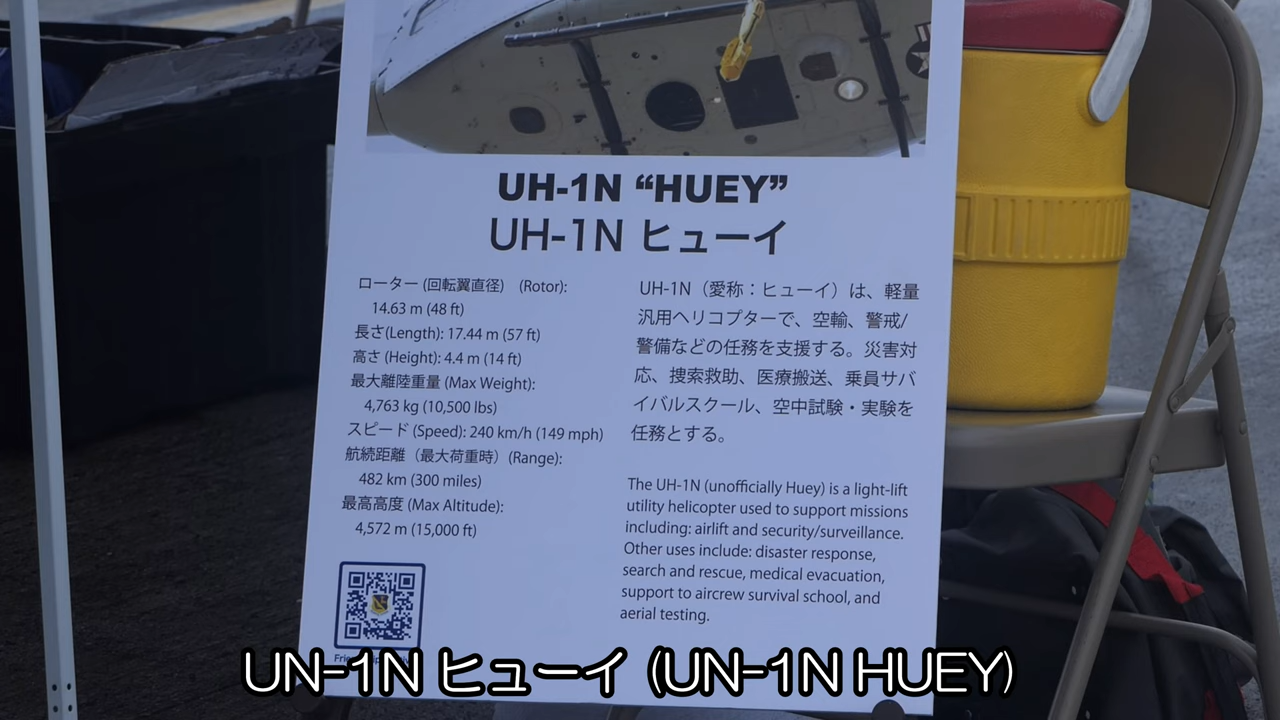 UH-1N “HUEY”
UH-1N ヒューイ
ローター (回転翼直径) (Rotor):
14.63 m (48 ft)
長さ(Length): 17.44 m (57 ft)
高さ (Height): 4.4 m (14 ft)
最大離陸重量 (Max Weight):
4,763 kg (10,500 lbs)
スピード (Speed): 240 km/h (149 mph)
航続距離（最大荷重時）(Range):
482 km (300 miles)
最高高度 (Max Altitude):
4,572 m (15,000 ft)
UH-1N（愛称：ヒューイ）は、軽量
汎用ヘリコプターで、空輸、警戒/
警備などの任務を支援する。災害対
応、捜索救助、医療搬送、乗員サバ
イバルスクール、空中試験・実験を
任務とする。
The UH-1N (unofficially Huey) is a light-lift
utility helicopter used to support missions
including: airlift and security/surveillance.
Other uses include: disaster response,
search and rescue, medical evacuation,
support to aircrew survival school, and
aerial testing.
UN-1N ヒューイ (UN-1N HUEY)